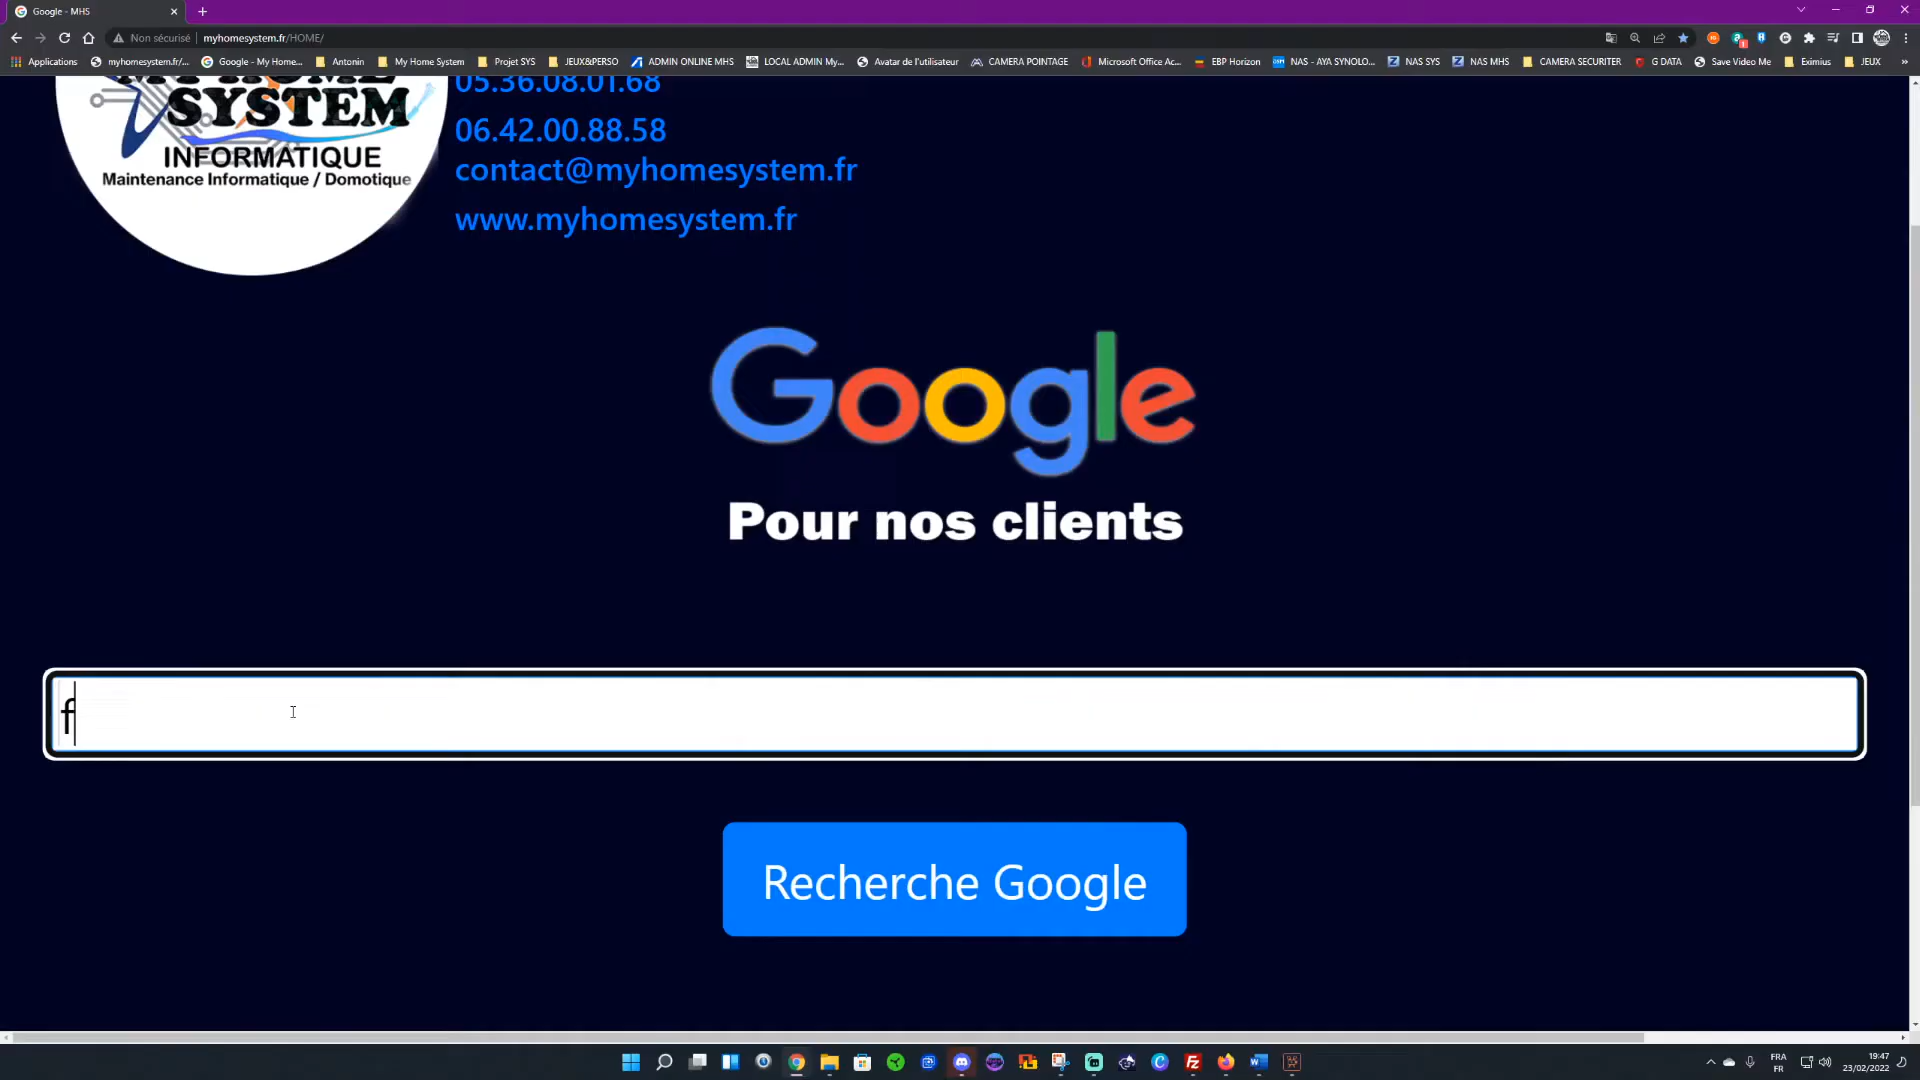 Google - MHS
Non sécurisé
myhomesystem.fr/HOME/
Applications
myhomesystem.fr/...
Google - My Home...
Antonin
My Home System
Projet SYS
JEUX&PERSO
ADMIN ONLINE MHS
LOCAL ADMIN My...
Avatar de l'utilisateur
CAMERA POINTAGE
Microsoft Office Ac...
EBP Horizon
NAS - AYA SYNOLO...
NAS SYS
NAS MHS
CAMERA SECURITER
G DATA
Save Video Me
Eximius
JEUX
MY HOME
SYSTEM
INFORMATIQUE
Maintenance Informatique / Domotique
05.36.08.01.68
06.42.00.88.58
contact@myhomesystem.fr
www.myhomesystem.fr
Google
Pour nos clients
f
Recherche Google
FRA
FR
19:47
23/02/2022